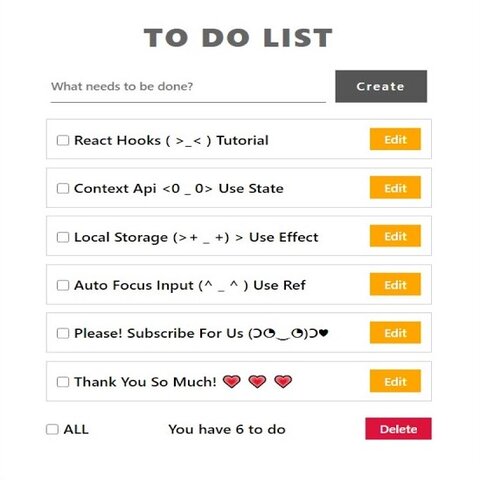 TO DO LIST
What needs to be done? Create
React Hooks ( >_< ) Tutorial Edit
Context Api <0 _ 0> Use State Edit
Local Storage (>+ _ +) > Use Effect Edit
Auto Focus Input (^ _ ^ ) Use Ref Edit
Please! Subscribe For Us (Ɔ◔‿◔)Ɔ♥ Edit
Thank You So Much! 💗 💗 💗 Edit
ALL You have 6 to do Delete